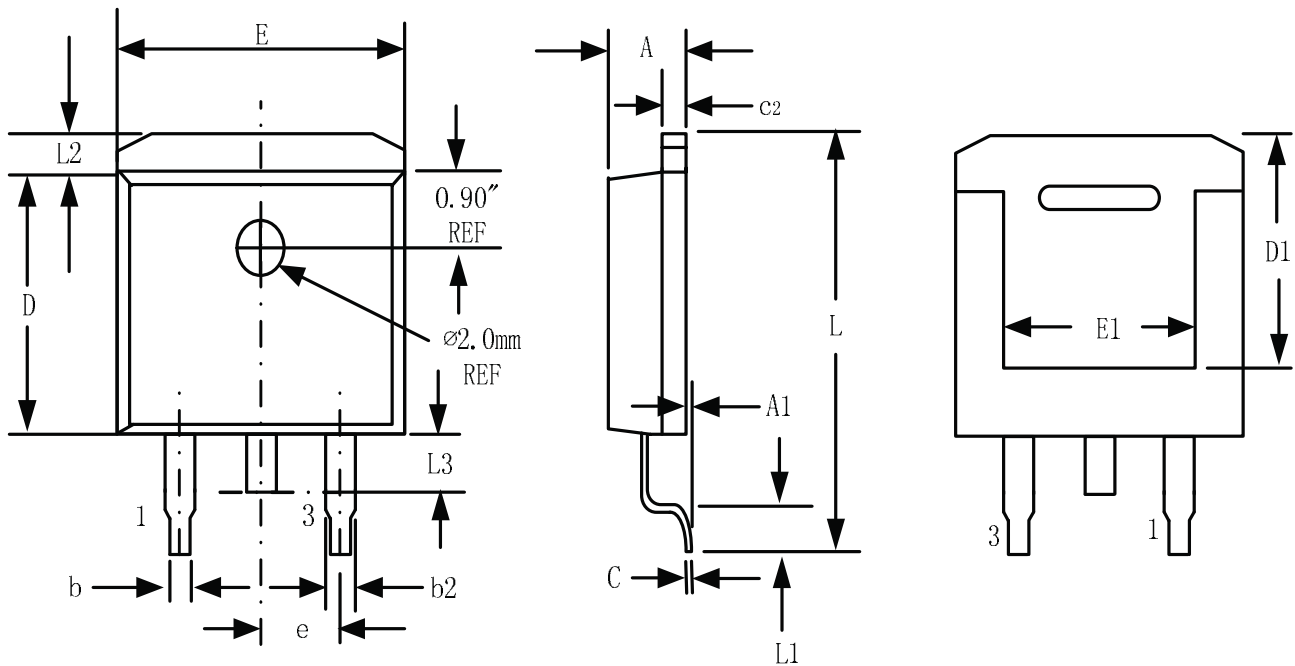 E
L2
0.90″
REF
D
⌀2.0mm
REF
L3
1
3
b
b2
e
A
c2
L
A1
C
L1
D1
E1
3
1